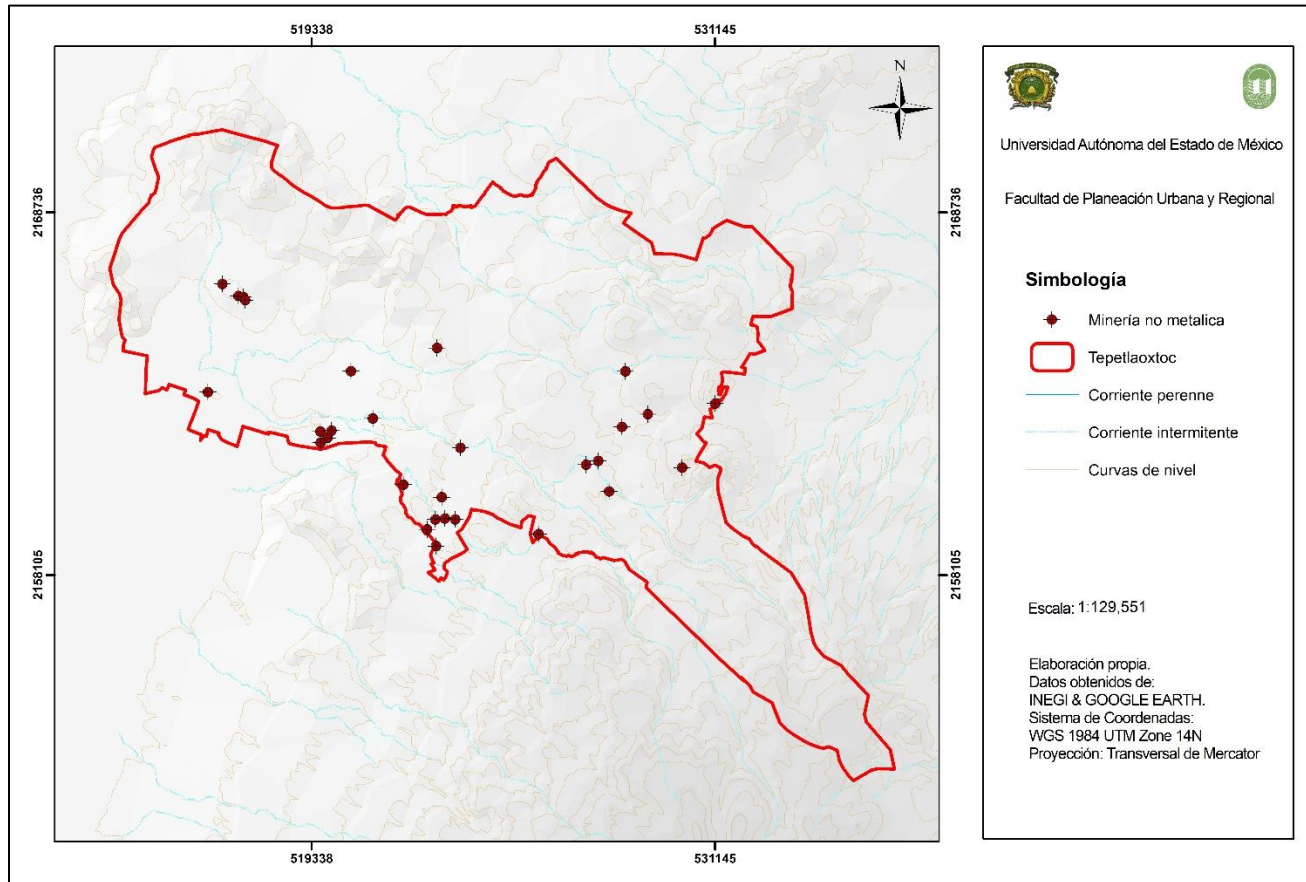 519338
531145
N
2168736
2168736
2158105
2158105
519338
531145
Universidad Autónoma del Estado de México
Facultad de Planeación Urbana y Regional
Simbología
Minería no metalica
Tepetlaoxtoc
Corriente perenne
Corriente intermitente
Curvas de nivel
Escala: 1:129,551
Elaboración propia.
Datos obtenidos de:
INEGI & GOOGLE EARTH.
Sistema de Coordenadas:
WGS 1984 UTM Zone 14N
Proyección: Transversal de Mercator